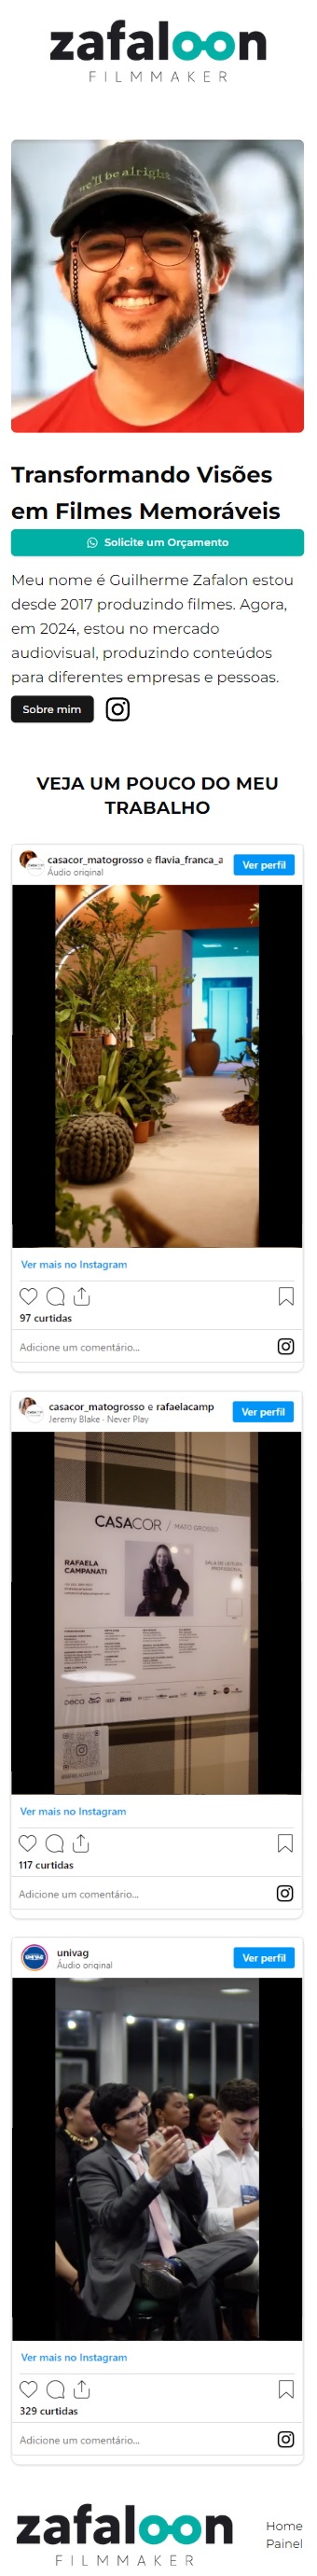 zafaloon
FILMMAKER
we'll be alright
Transformando Visões
em Filmes Memoráveis
Solicite um Orçamento
Meu nome é Guilherme Zafalon estou
desde 2017 produzindo filmes. Agora,
em 2024, estou no mercado
audiovisual, produzindo conteúdos
para diferentes empresas e pessoas.
Sobre mim
VEJA UM POUCO DO MEU
TRABALHO
casacor_matogrosso e flavia_franca_a
Áudio original
Ver perfil
Ver mais no Instagram
97 curtidas
Adicione um comentário...
casacor_matogrosso e rafaelacamp
Jeremy Blake · Never Play
Ver perfil
CASACOR / MATO GROSSO
RAFAELA
CAMPANATI
SALA DE LEITURA
PROFISSIONAL
deca
Ver mais no Instagram
117 curtidas
Adicione um comentário...
univag
Áudio original
Ver perfil
Ver mais no Instagram
329 curtidas
Adicione um comentário...
zafaloon
FILMMAKER
Home
Painel